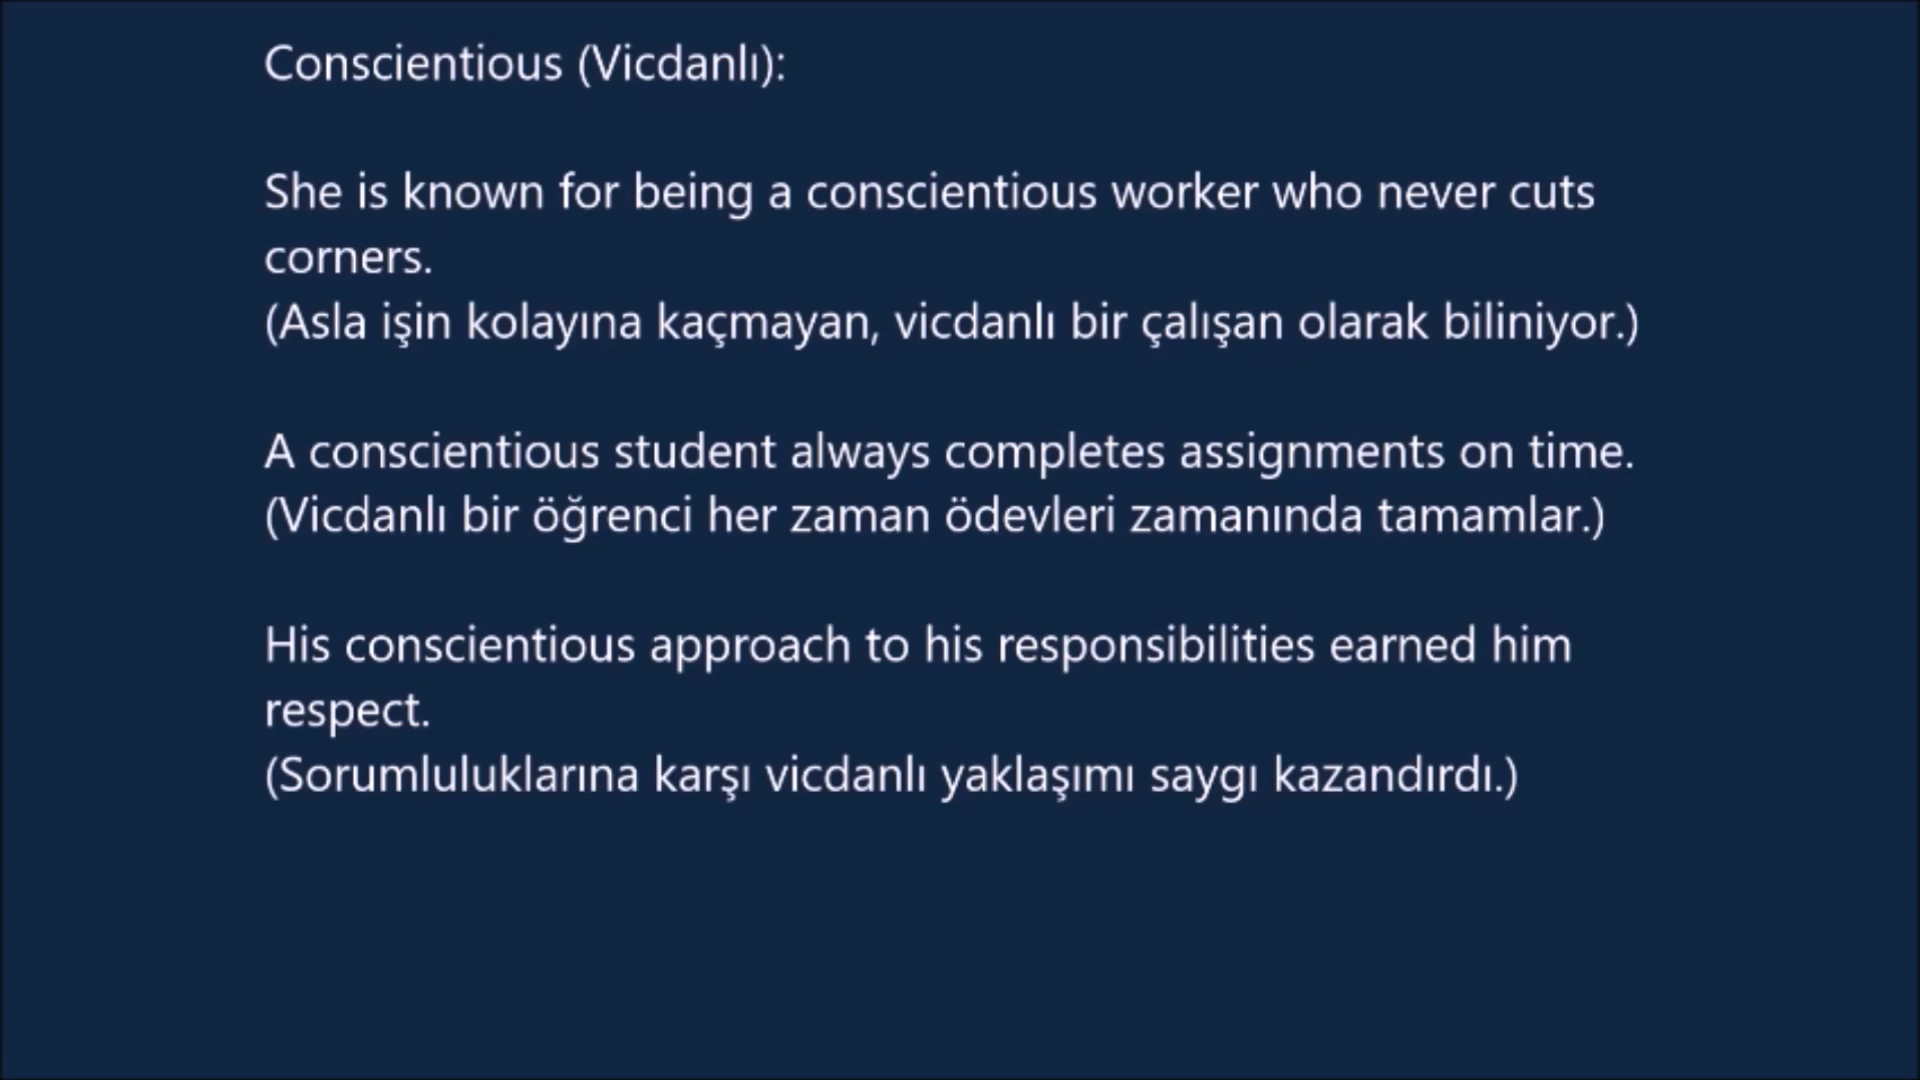 Conscientious (Vicdanlı):
She is known for being a conscientious worker who never cuts
corners.
(Asla işin kolayına kaçmayan, vicdanlı bir çalışan olarak biliniyor.)
A conscientious student always completes assignments on time.
(Vicdanlı bir öğrenci her zaman ödevleri zamanında tamamlar.)
His conscientious approach to his responsibilities earned him
respect.
(Sorumluluklarına karşı vicdanlı yaklaşımı saygı kazandırdı.)